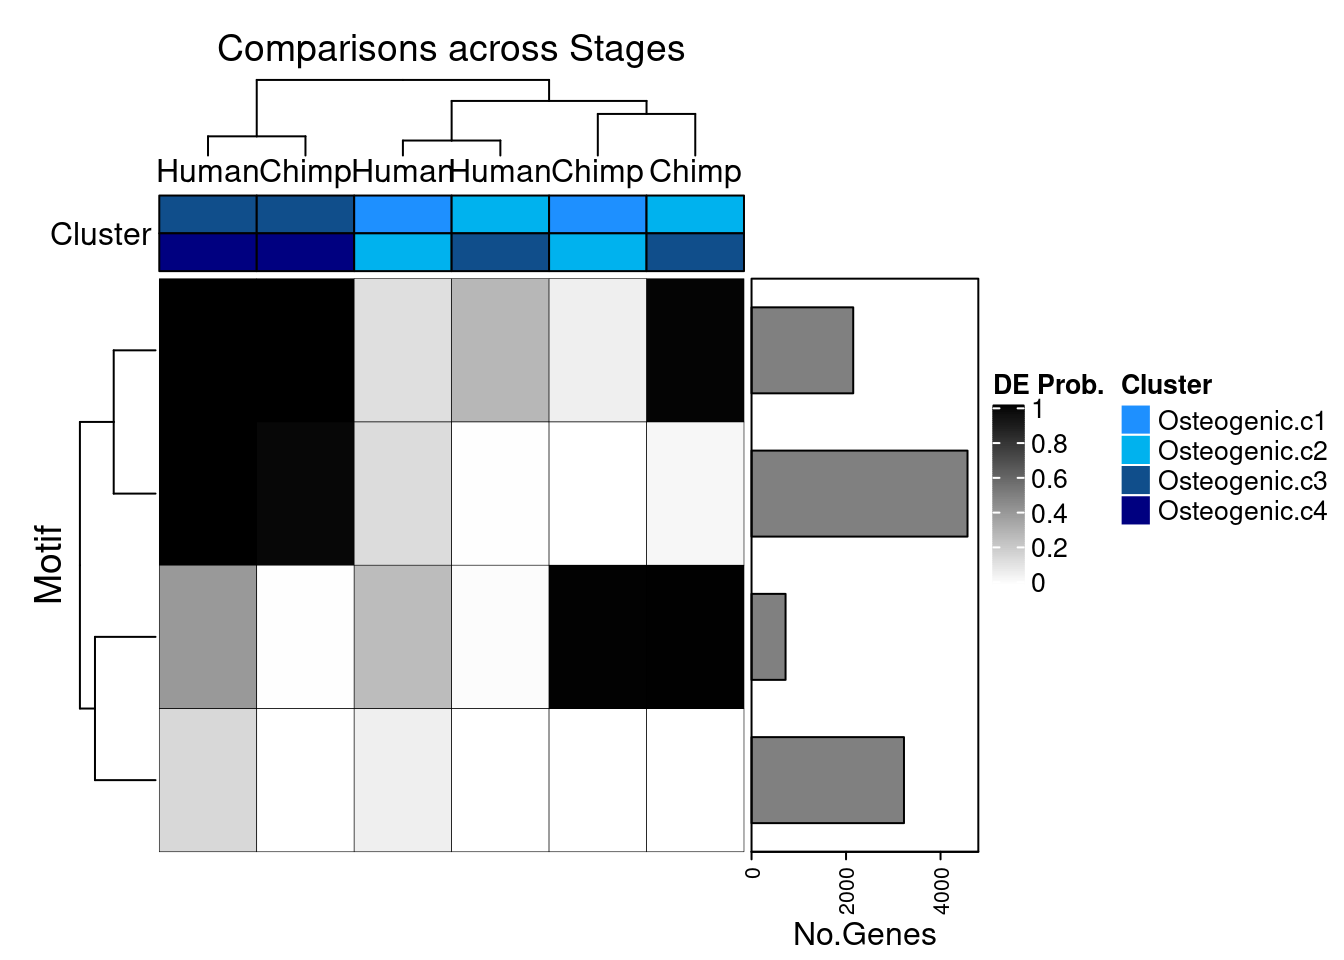 Comparisons across Stages
Human Chimp Human Human Chimp Chimp
Cluster
Motif
DE Prob.
1
0.8
0.6
0.4
0.2
0
Cluster
Osteogenic.c1
Osteogenic.c2
Osteogenic.c3
Osteogenic.c4
0 2000 4000
No.Genes